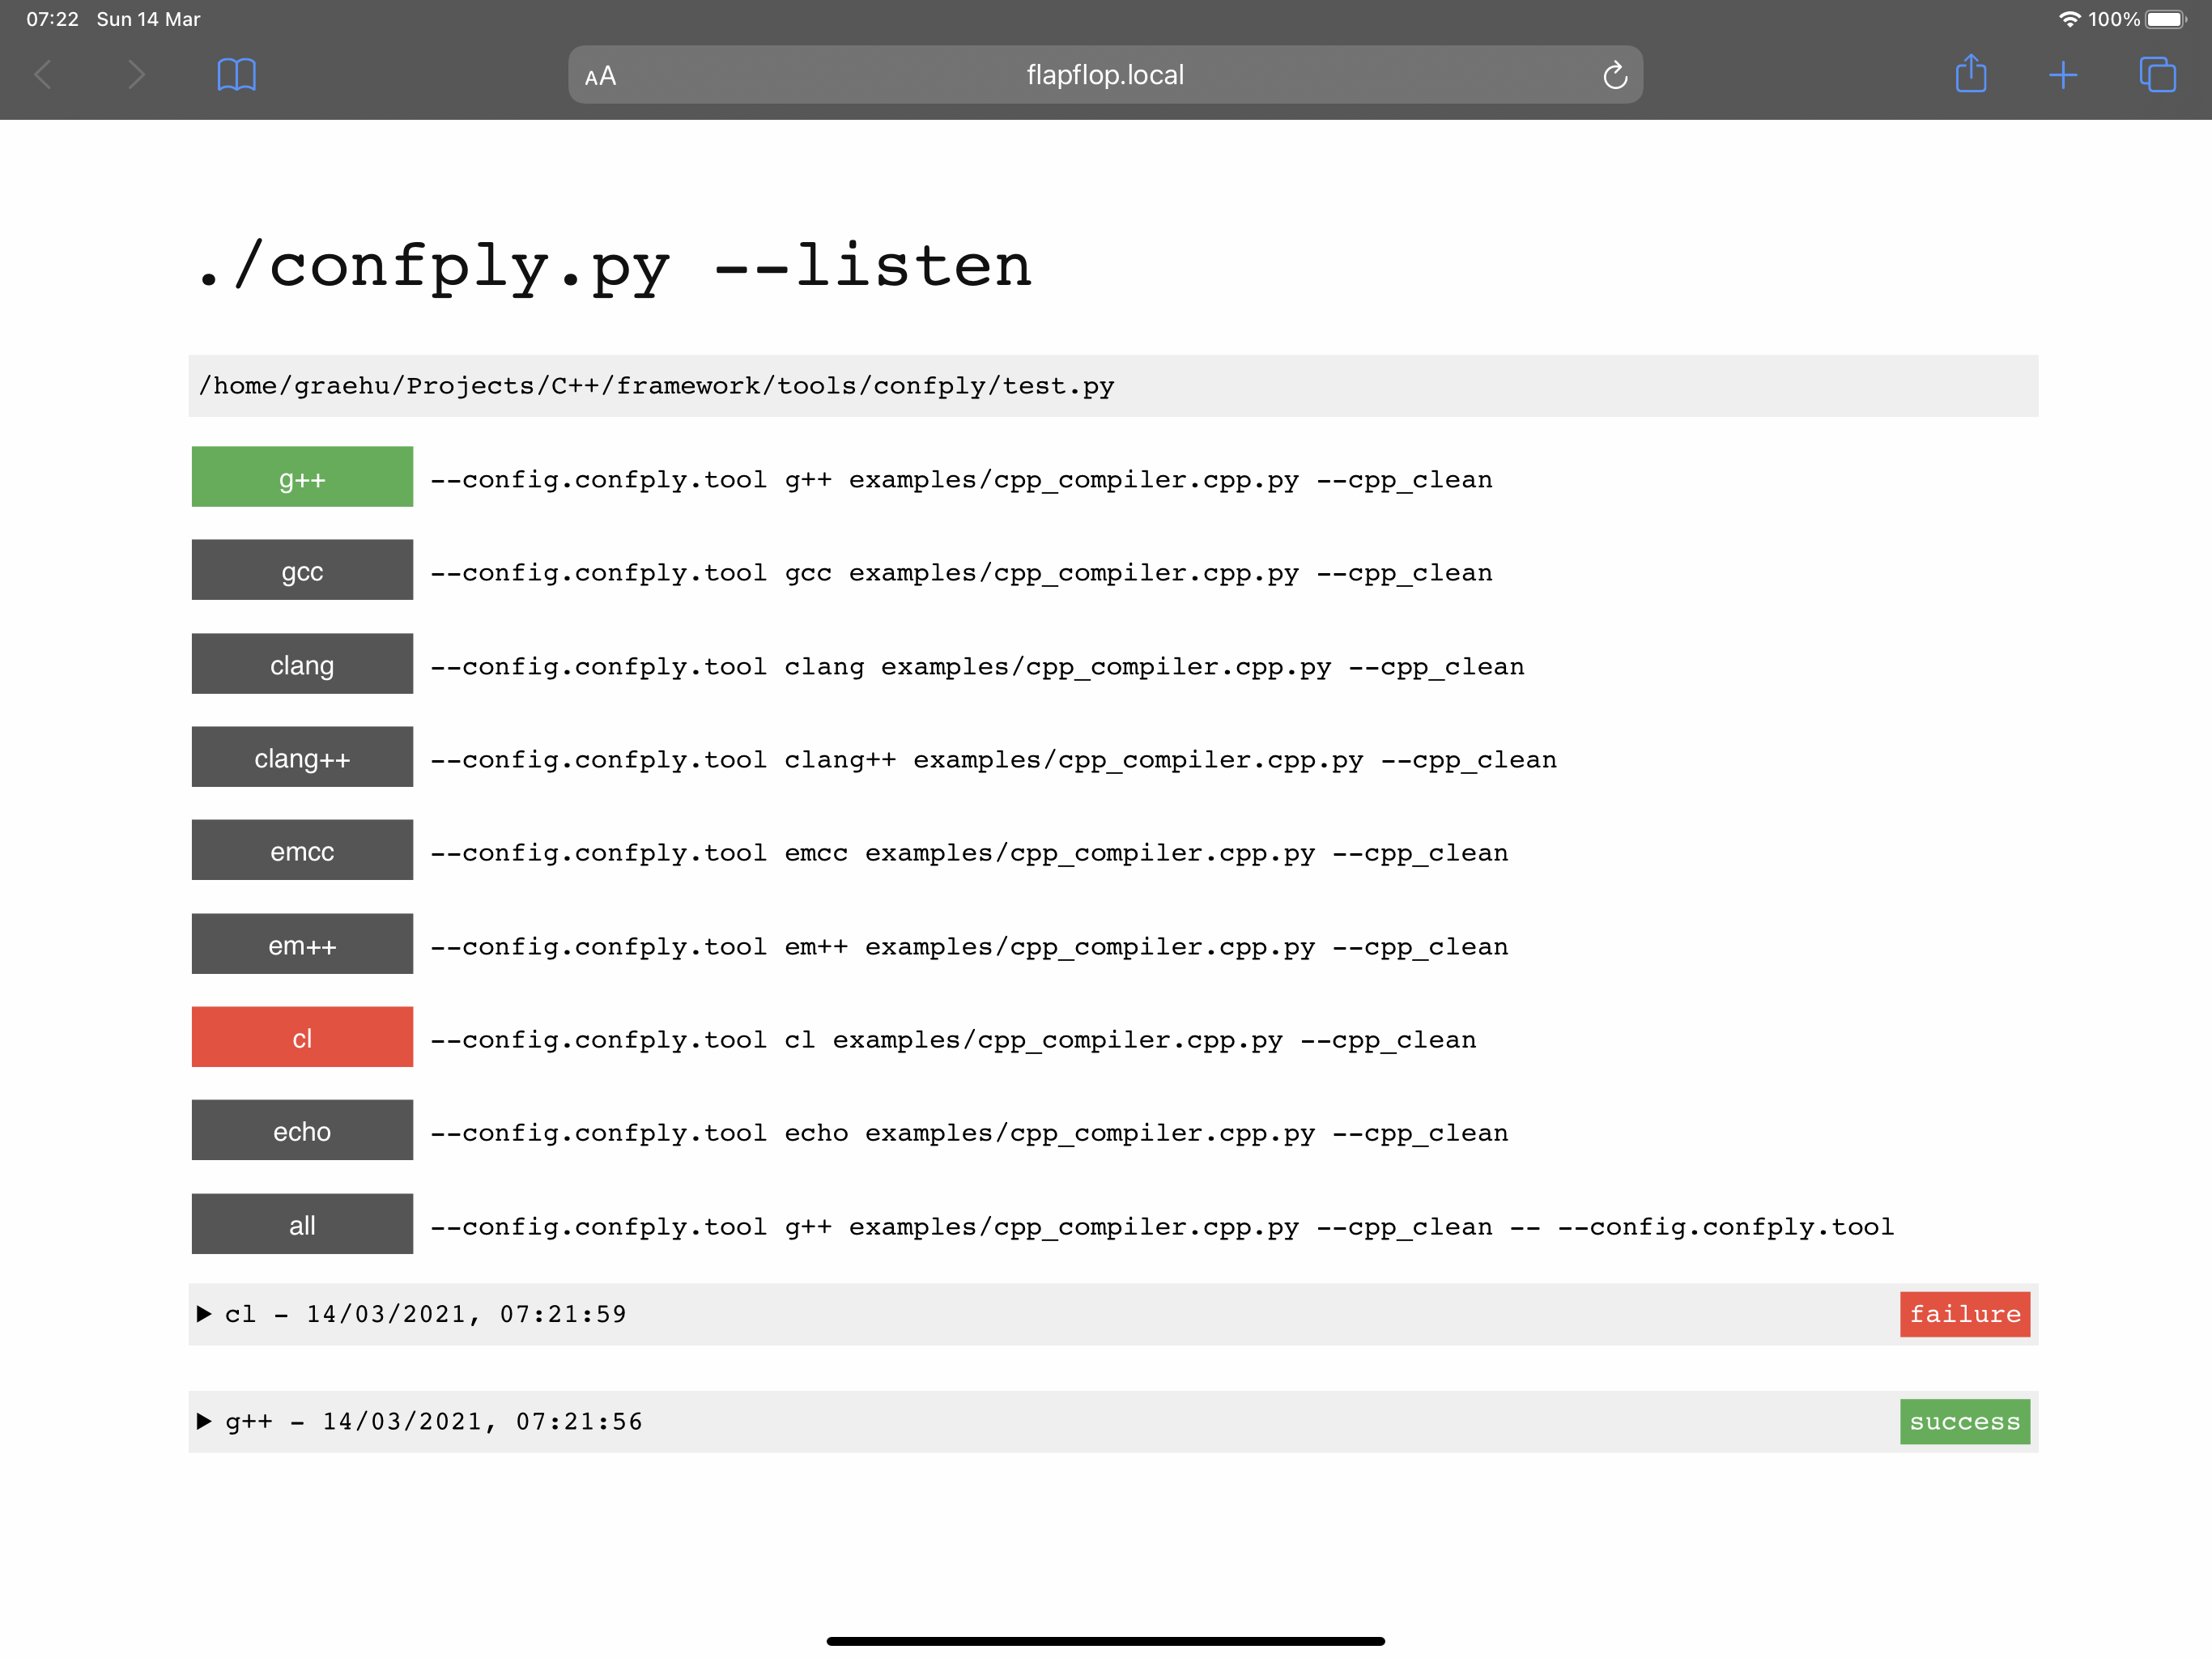 07:22 Sun 14 Mar 100%
AA flapflop.local
./confply.py --listen
/home/graehu/Projects/C++/framework/tools/confply/test.py
g++ --config.confply.tool g++ examples/cpp_compiler.cpp.py --cpp_clean
gcc --config.confply.tool gcc examples/cpp_compiler.cpp.py --cpp_clean
clang --config.confply.tool clang examples/cpp_compiler.cpp.py --cpp_clean
clang++ --config.confply.tool clang++ examples/cpp_compiler.cpp.py --cpp_clean
emcc --config.confply.tool emcc examples/cpp_compiler.cpp.py --cpp_clean
em++ --config.confply.tool em++ examples/cpp_compiler.cpp.py --cpp_clean
cl --config.confply.tool cl examples/cpp_compiler.cpp.py --cpp_clean
echo --config.confply.tool echo examples/cpp_compiler.cpp.py --cpp_clean
all --config.confply.tool g++ examples/cpp_compiler.cpp.py --cpp_clean -- --config.confply.tool
cl - 14/03/2021, 07:21:59 failure
g++ - 14/03/2021, 07:21:56 success